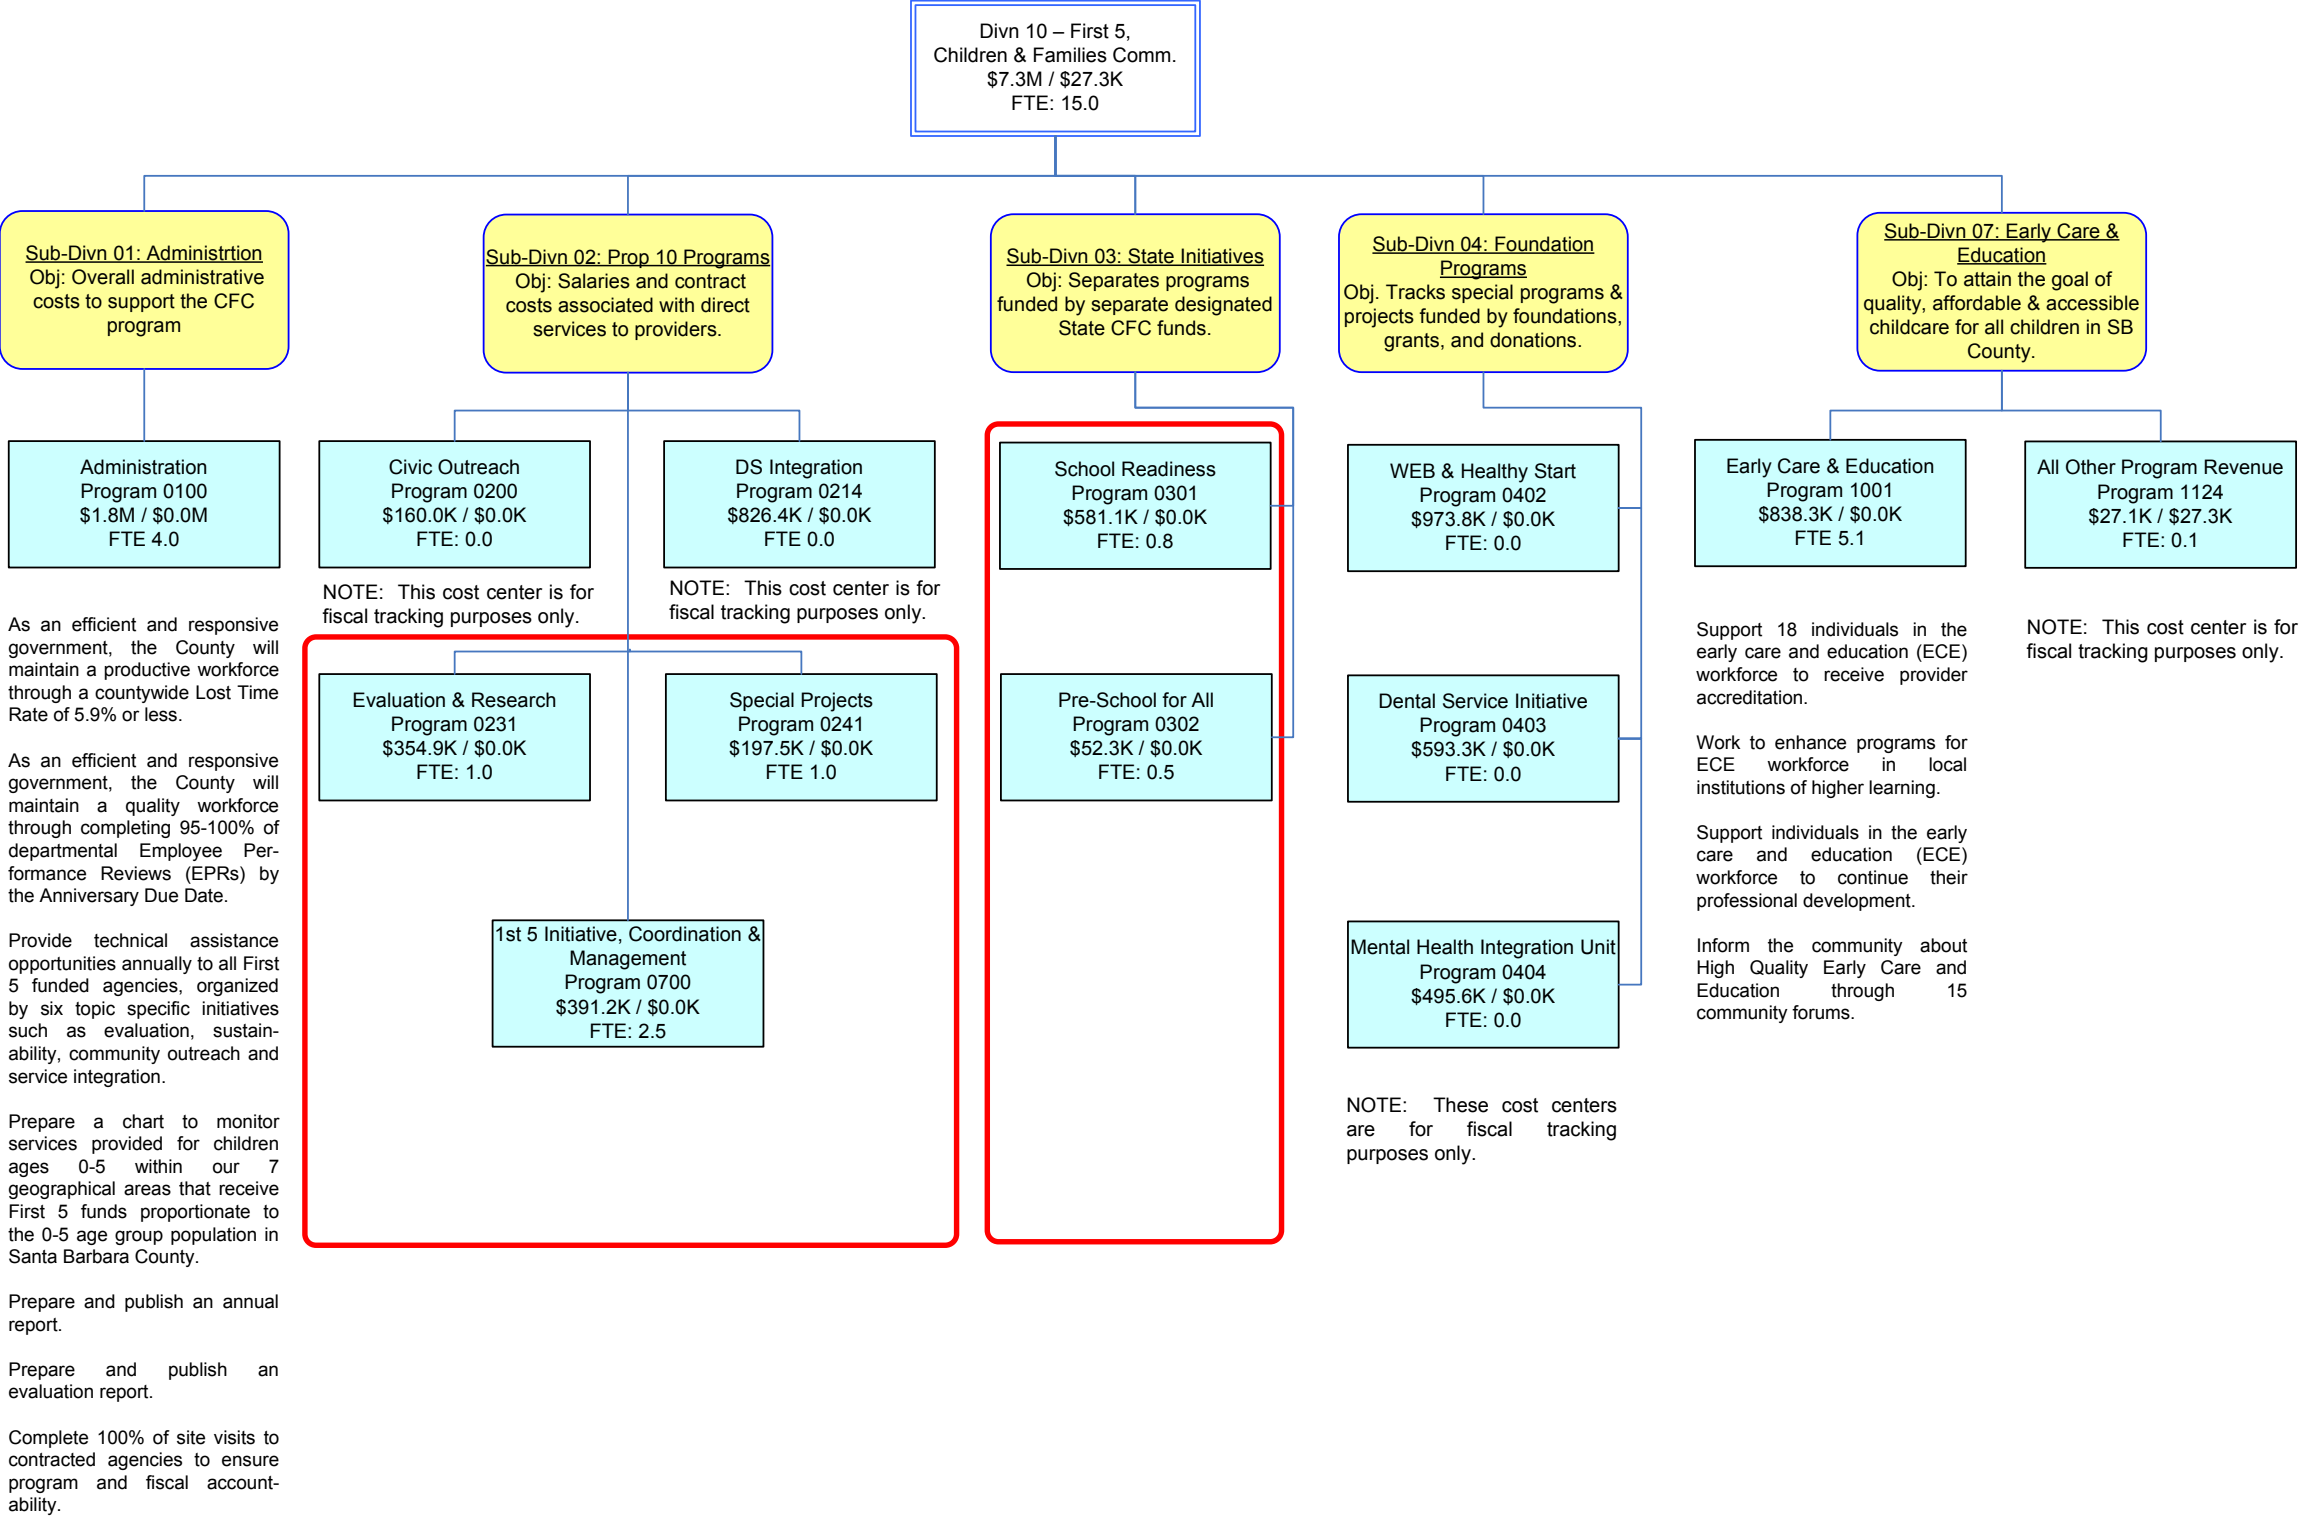 Divn 10 – First 5,
Children & Families Comm.
$7.3M / $27.3K
FTE: 15.0
Sub-Divn 01: Administrtion
Obj: Overall administrative
costs to support the CFC
program
Sub-Divn 02: Prop 10 Programs
Obj: Salaries and contract
costs associated with direct
services to providers.
Sub-Divn 03: State Initiatives
Obj: Separates programs
funded by separate designated
State CFC funds.
Sub-Divn 04: Foundation
Programs
Obj. Tracks special programs &
projects funded by foundations,
grants, and donations.
Sub-Divn 07: Early Care &
Education
Obj: To attain the goal of
quality, affordable & accessible
childcare for all children in SB
County.
Administration
Program 0100
$1.8M / $0.0M
FTE 4.0
Civic Outreach
Program 0200
$160.0K / $0.0K
FTE: 0.0
DS Integration
Program 0214
$826.4K / $0.0K
FTE 0.0
School Readiness
Program 0301
$581.1K / $0.0K
FTE: 0.8
WEB & Healthy Start
Program 0402
$973.8K / $0.0K
FTE: 0.0
Early Care & Education
Program 1001
$838.3K / $0.0K
FTE 5.1
All Other Program Revenue
Program 1124
$27.1K / $27.3K
FTE: 0.1
NOTE: This cost center is for
fiscal tracking purposes only.
NOTE: This cost center is for
fiscal tracking purposes only.
NOTE: This cost center is for
fiscal tracking purposes only.
Evaluation & Research
Program 0231
$354.9K / $0.0K
FTE: 1.0
Special Projects
Program 0241
$197.5K / $0.0K
FTE 1.0
Pre-School for All
Program 0302
$52.3K / $0.0K
FTE: 0.5
Dental Service Initiative
Program 0403
$593.3K / $0.0K
FTE: 0.0
1st 5 Initiative, Coordination &
Management
Program 0700
$391.2K / $0.0K
FTE: 2.5
Mental Health Integration Unit
Program 0404
$495.6K / $0.0K
FTE: 0.0
NOTE: These cost centers
are for fiscal tracking
purposes only.
As an efficient and responsive
government, the County will
maintain a productive workforce
through a countywide Lost Time
Rate of 5.9% or less.
As an efficient and responsive
government, the County will
maintain a quality workforce
through completing 95-100% of
departmental Employee Per-
formance Reviews (EPRs) by
the Anniversary Due Date.
Provide technical assistance
opportunities annually to all First
5 funded agencies, organized
by six topic specific initiatives
such as evaluation, sustain-
ability, community outreach and
service integration.
Prepare a chart to monitor
services provided for children
ages 0-5 within our 7
geographical areas that receive
First 5 funds proportionate to
the 0-5 age group population in
Santa Barbara County.
Prepare and publish an annual
report.
Prepare and publish an
evaluation report.
Complete 100% of site visits to
contracted agencies to ensure
program and fiscal account-
ability.
Support 18 individuals in the
early care and education (ECE)
workforce to receive provider
accreditation.
Work to enhance programs for
ECE workforce in local
institutions of higher learning.
Support individuals in the early
care and education (ECE)
workforce to continue their
professional development.
Inform the community about
High Quality Early Care and
Education through 15
community forums.